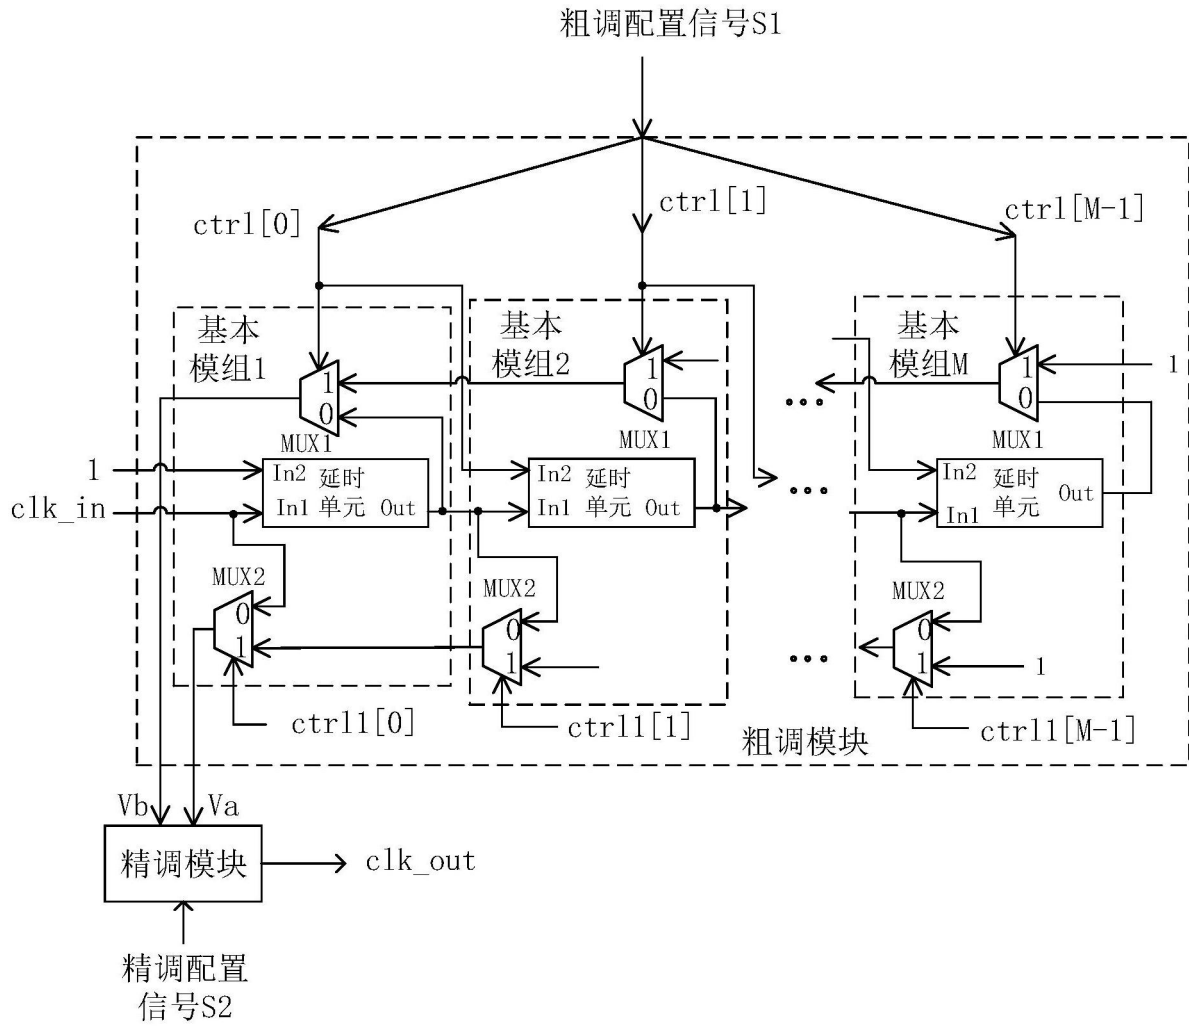 粗调配置信号S1
ctrl[0]
ctrl[1]
ctrl[M-1]
基本
模组1
基本
模组2
基本
模组M
1
0
MUX1
1
0
MUX1
1
0
MUX1
1
1
clk_in
In2 延时
In1 单元 Out
In2 延时
In1 单元 Out
In2 延时
In1 单元 Out
MUX2
0
1
MUX2
0
1
MUX2
0
1
1
ctrl1[0]
ctrl1[1]
ctrl1[M-1]
粗调模块
Vb
Va
精调模块
clk_out
精调配置
信号S2